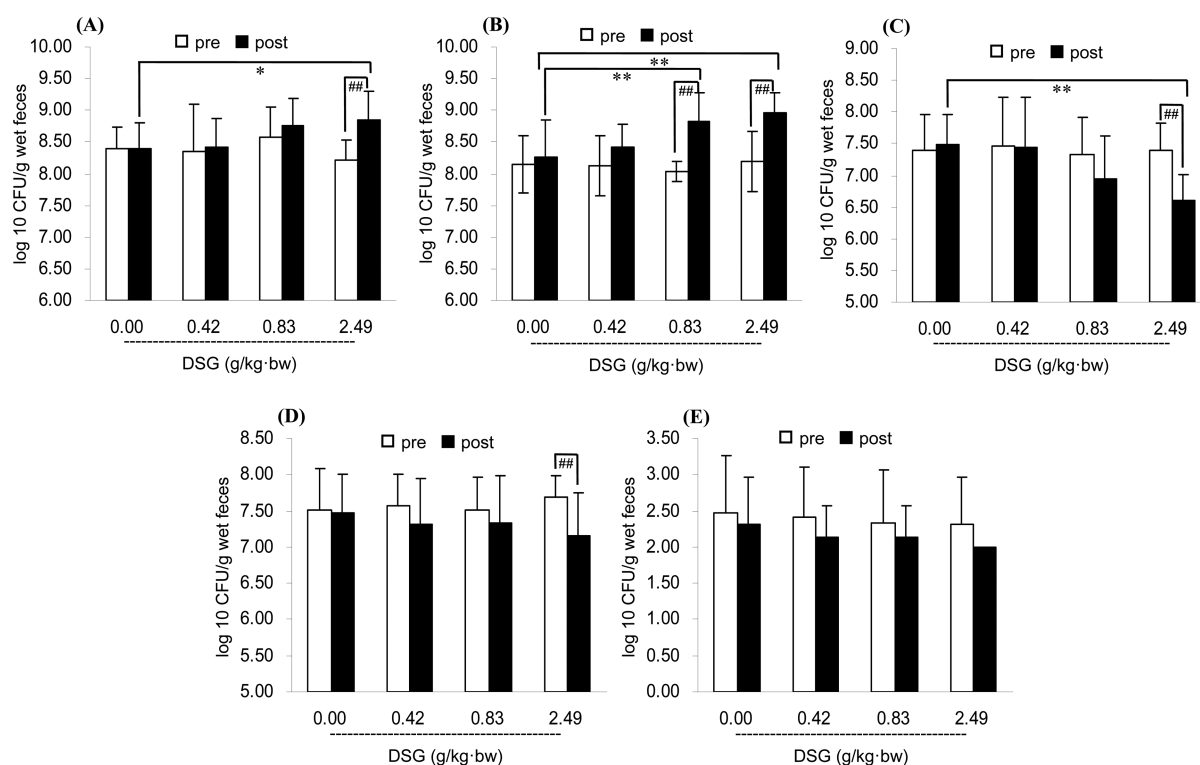 (A)
pre post
log 10 CFU/g wet feces
10.00
9.50
9.00
8.50
8.00
7.50
7.00
6.50
6.00
*
##
0.00 0.42 0.83 2.49
DSG (g/kg·bw)
(B)
pre post
log 10 CFU/g wet feces
10.00
9.50
9.00
8.50
8.00
7.50
7.00
6.50
6.00
**
**
## ##
0.00 0.42 0.83 2.49
DSG (g/kg·bw)
(C)
pre post
log 10 CFU/g wet feces
9.00
8.50
8.00
7.50
7.00
6.50
6.00
5.50
5.00
**
##
0.00 0.42 0.83 2.49
DSG (g/kg·bw)
(D)
pre post
log 10 CFU/g wet feces
8.50
8.00
7.50
7.00
6.50
6.00
5.50
5.00
##
0.00 0.42 0.83 2.49
DSG (g/kg·bw)
(E)
pre post
log 10 CFU/g wet feces
3.50
3.00
2.50
2.00
1.50
1.00
0.50
0.00
0.00 0.42 0.83 2.49
DSG (g/kg·bw)